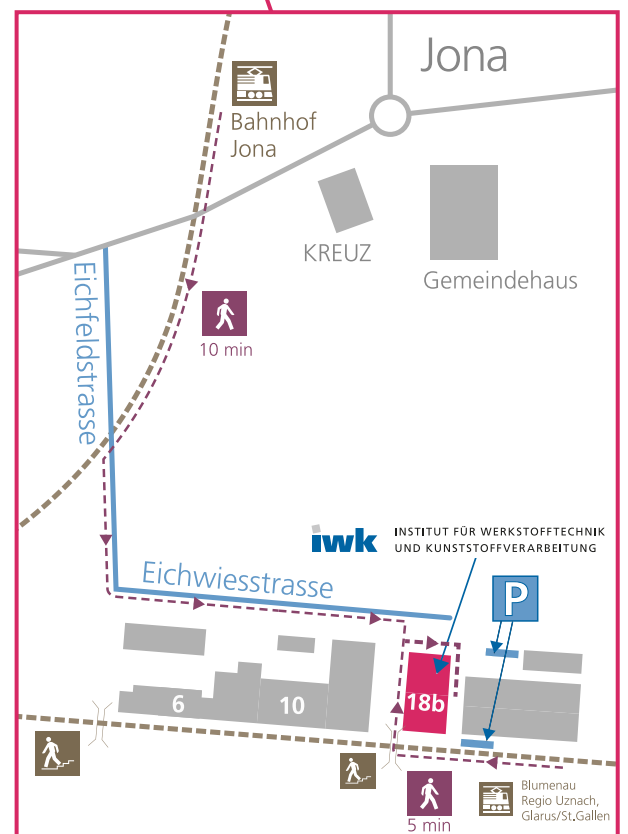 Jona
Bahnhof
Jona
KREUZ
Gemeindehaus
10 min
Eichfeldstrasse
iwk INSTITUT FÜR WERKSTOFFTECHNIK
UND KUNSTSTOFFVERARBEITUNG
Eichwiesstrasse
P
6
10
18b
Blumenau
Regio Uznach,
Glarus/St.Gallen
5 min